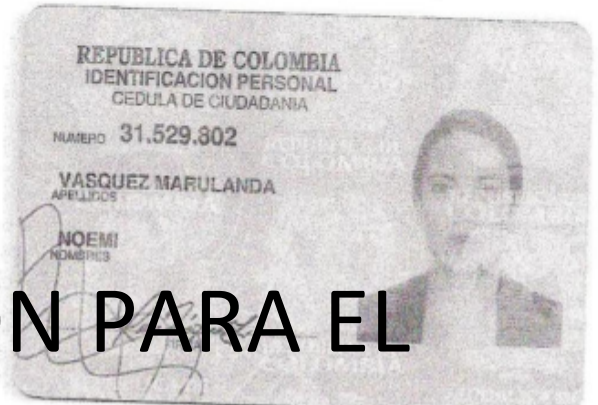 REPUBLICA DE COLOMBIA
IDENTIFICACION PERSONAL
CEDULA DE CIUDADANIA
NUMERO 31.529.802
VASQUEZ MARULANDA
APELLIDOS
NOEMI
NOMBRES
N PARA EL